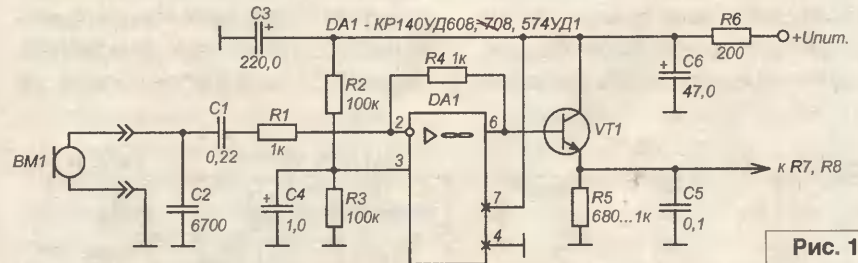 C3
+
DA1 - КР140УД608, 708, 574УД1
R6
200
+Uпит.
220,0
R2
100к
R4 1к
DA1
+
C6
47,0
C1
0,22
R1
1к
2
6
VT1
BM1
3
C2
6700
+
C4
1,0
R3
100к
7
4
R5
680...1к
C5
0,1
к R7, R8
Рис. 1